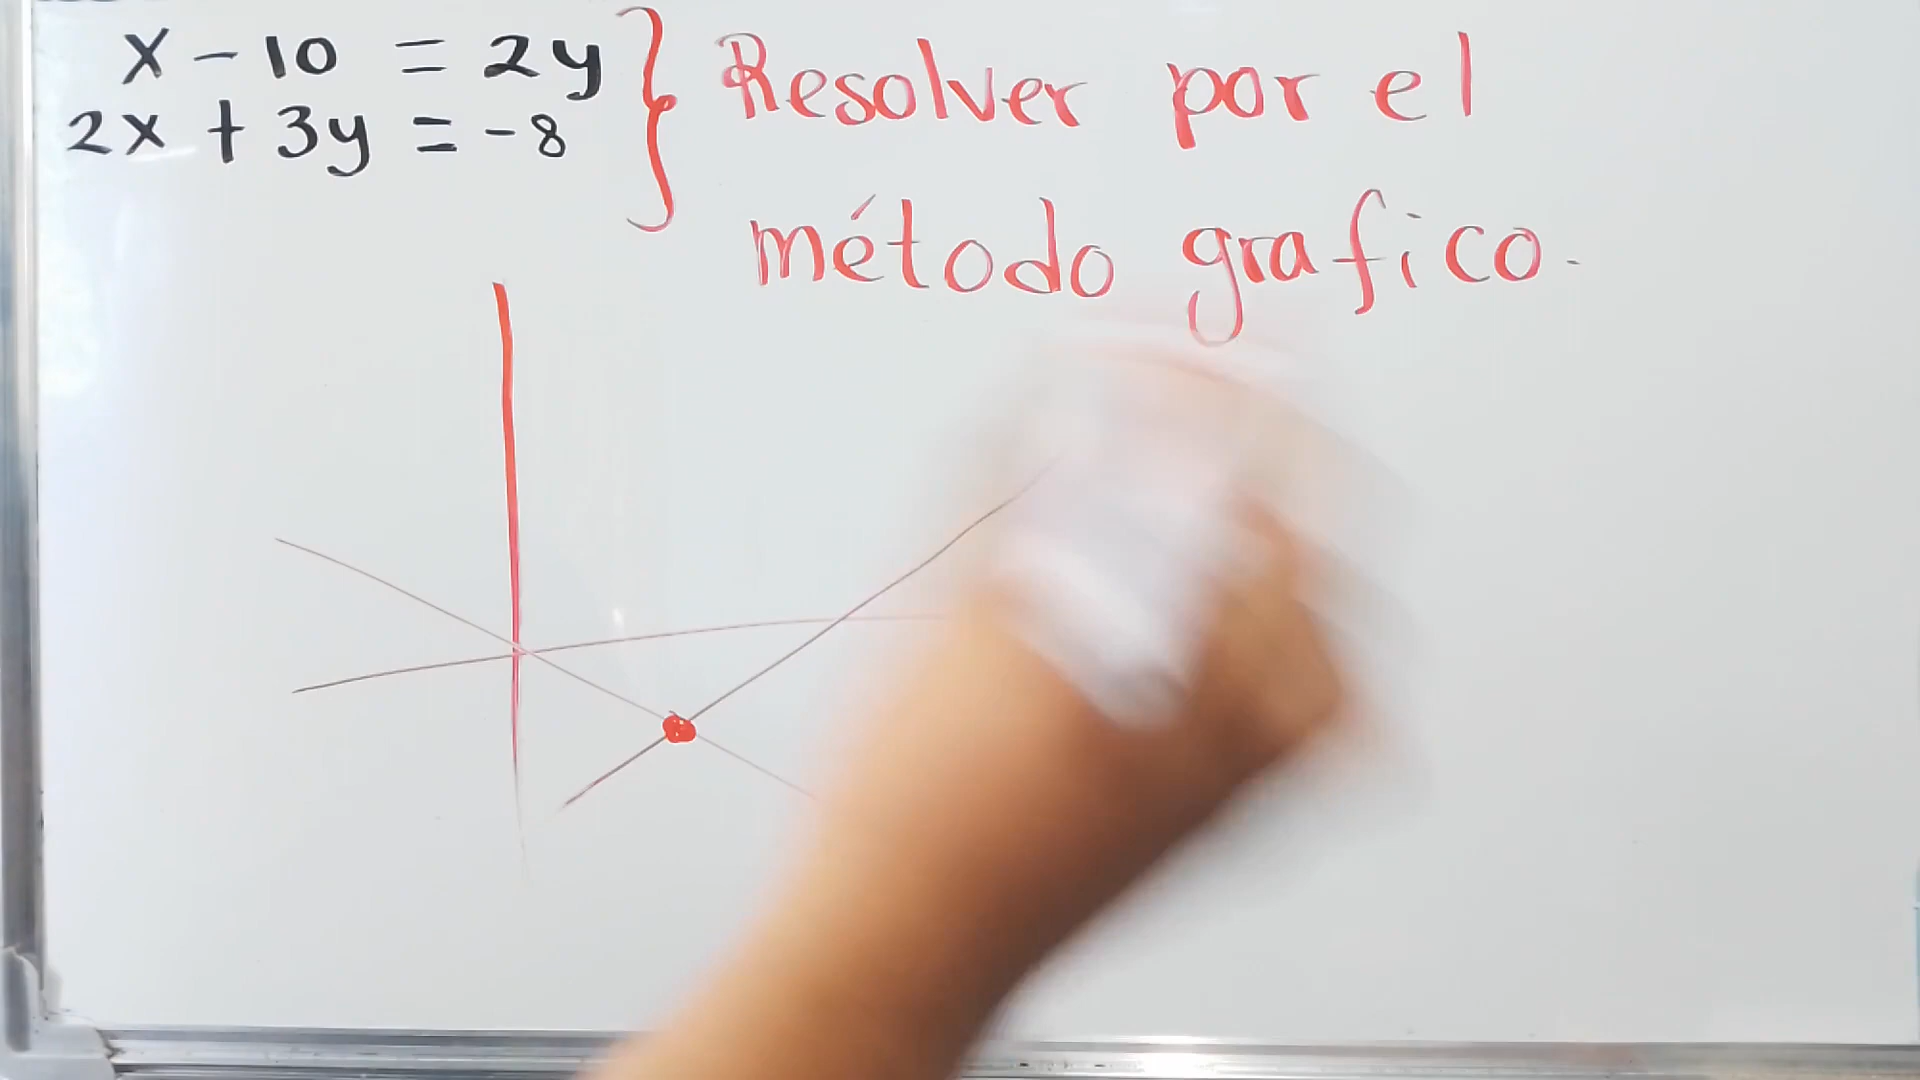 x - 10 = 2y
2x + 3y = -8
Resolver por el
método grafico.